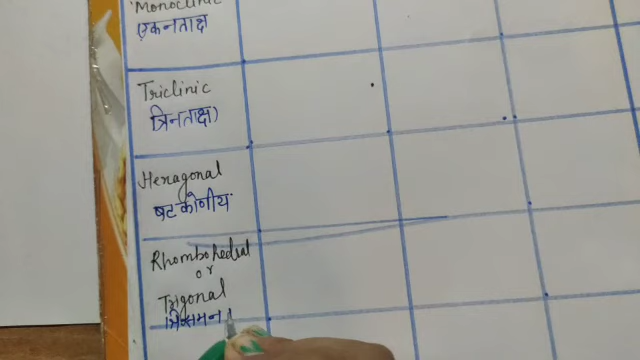 Monoclinic
एकनताक्ष
Triclinic
त्रिनताक्ष)
Hexagonal
षटकोणीय
Rhombohedral
or
Trigonal